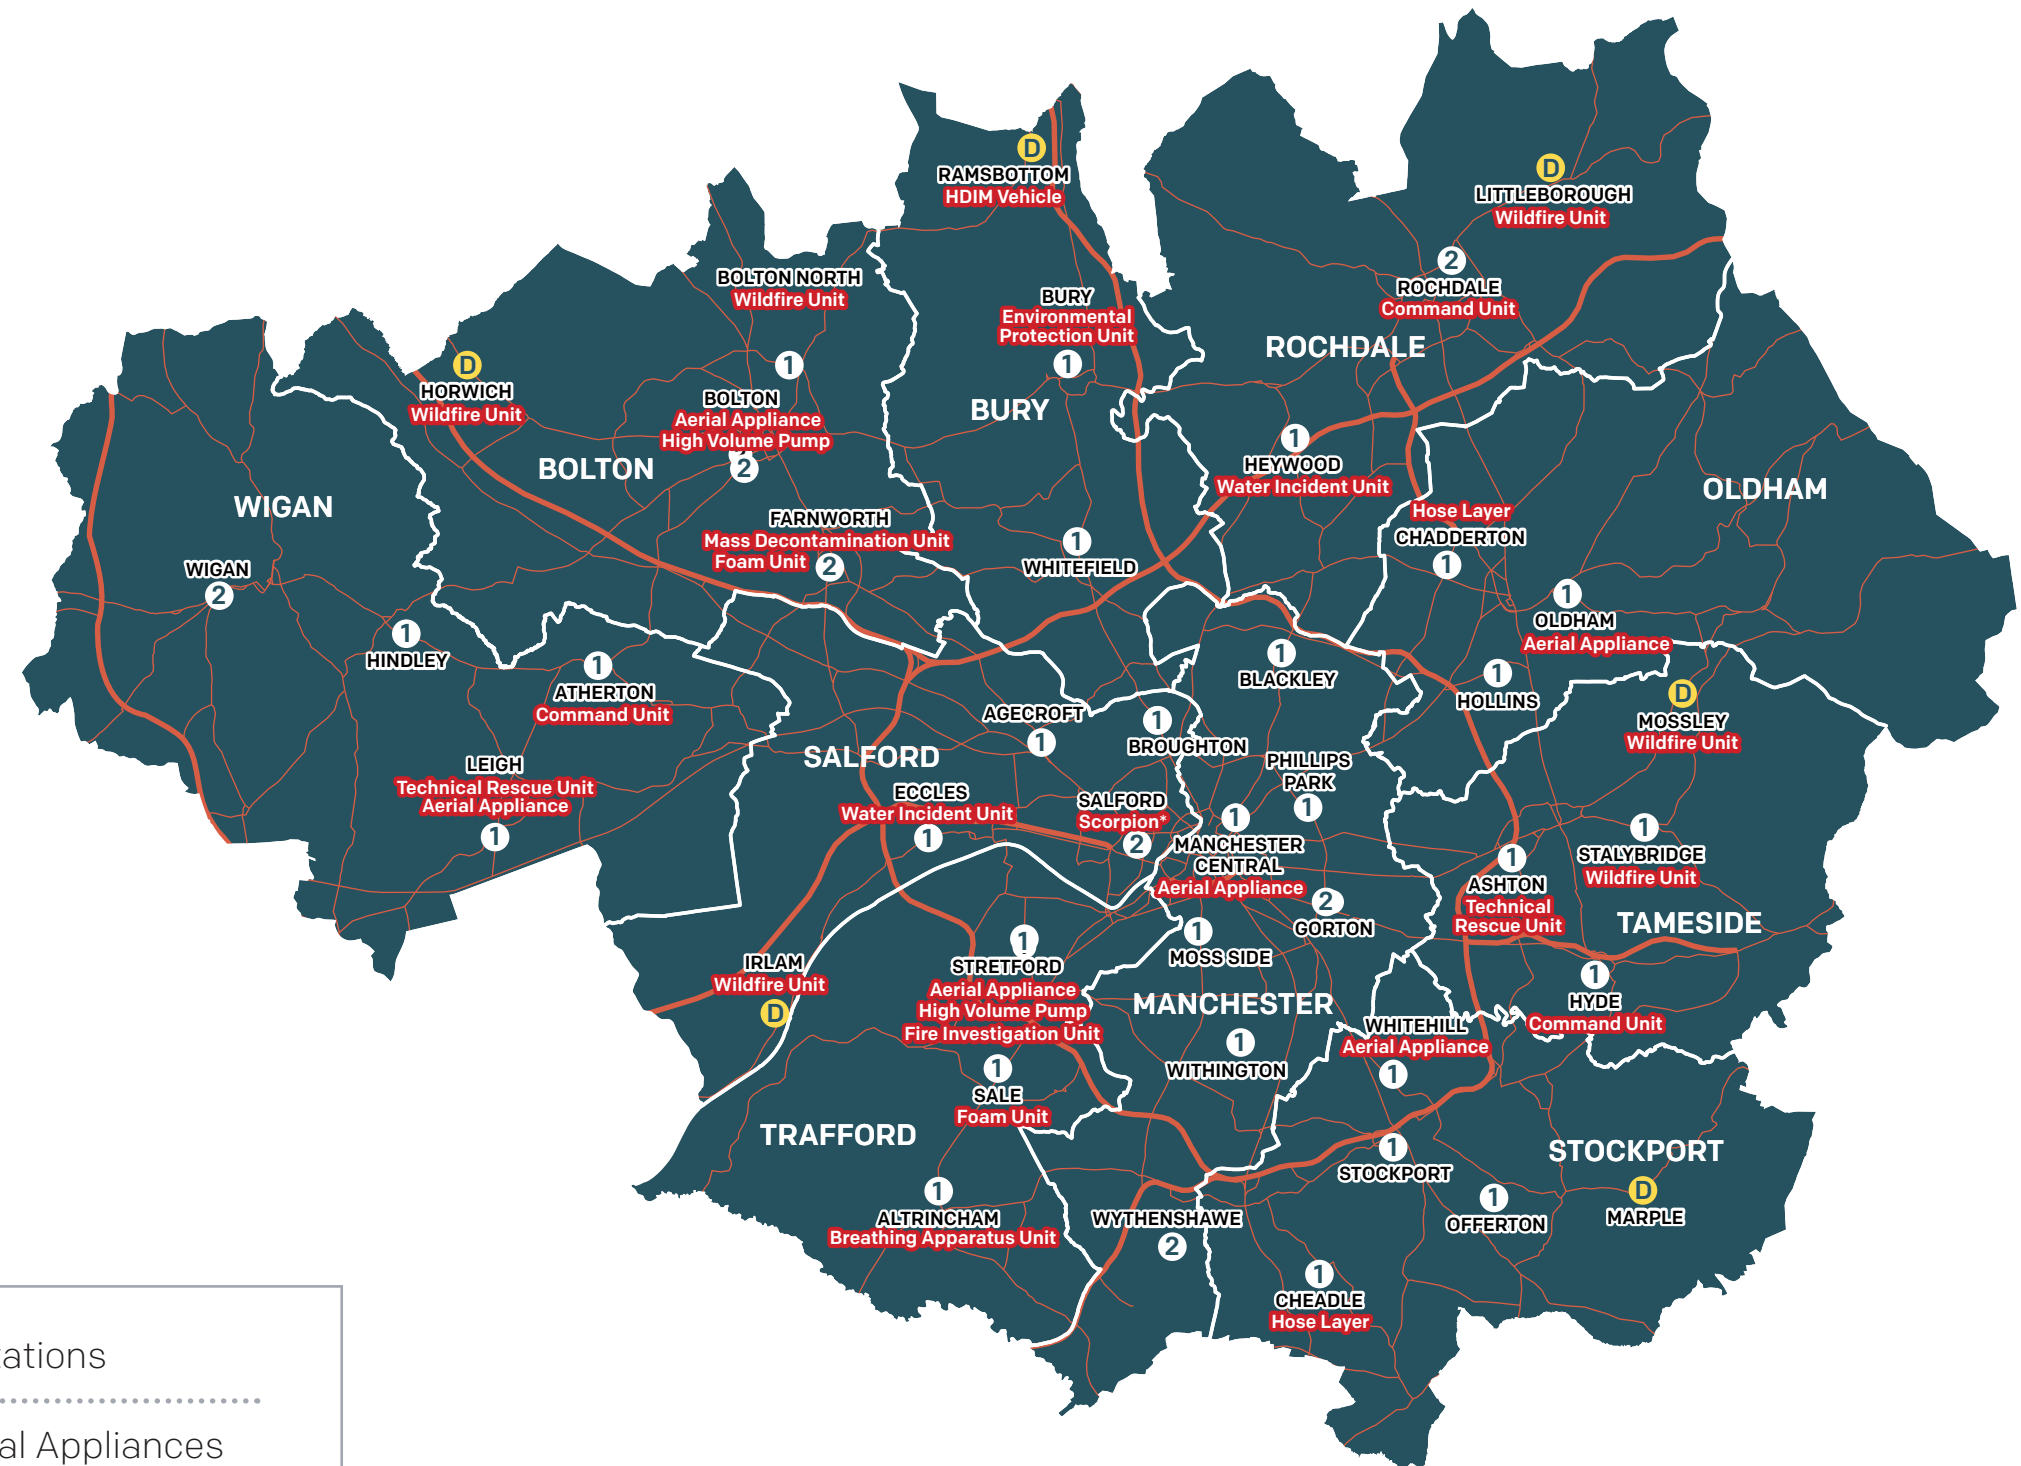 D
RAMSBOTTOM
HDIM Vehicle
D
LITTLEBOROUGH
Wildfire Unit
2
ROCHDALE
Command Unit
BOLTON NORTH
Wildfire Unit
1
BURY
Environmental
Protection Unit
1
ROCHDALE
D
HORWICH
Wildfire Unit
BOLTON
Aerial Appliance
High Volume Pump
2
BURY
BOLTON
1
HEYWOOD
Water Incident Unit
OLDHAM
WIGAN
Hose Layer
CHADDERTON
1
FARNWORTH
Mass Decontamination Unit
Foam Unit
2
1
WHITEFIELD
WIGAN
2
1
OLDHAM
Aerial Appliance
1
HINDLEY
1
ATHERTON
Command Unit
1
BLACKLEY
1
HOLLINS
D
MOSSLEY
Wildfire Unit
AGECROFT
1
1
BROUGHTON
SALFORD
LEIGH
Technical Rescue Unit
Aerial Appliance
1
PHILLIPS
PARK
1
ECCLES
Water Incident Unit
1
SALFORD
Scorpion*
2
1
MANCHESTER
CENTRAL
Aerial Appliance
1
STALYBRIDGE
Wildfire Unit
1
ASHTON
Technical
Rescue Unit
2
GORTON
TAMESIDE
1
MOSS SIDE
1
STRETFORD
Aerial Appliance
High Volume Pump
Fire Investigation Unit
IRLAM
Wildfire Unit
D
MANCHESTER
1
HYDE
Command Unit
WHITEHILL
Aerial Appliance
1
1
WITHINGTON
1
SALE
Foam Unit
TRAFFORD
1
STOCKPORT
STOCKPORT
1
ALTRINCHAM
Breathing Apparatus Unit
WYTHENSHAWE
2
1
OFFERTON
D
MARPLE
1
CHEADLE
Hose Layer
tations
al Appliances